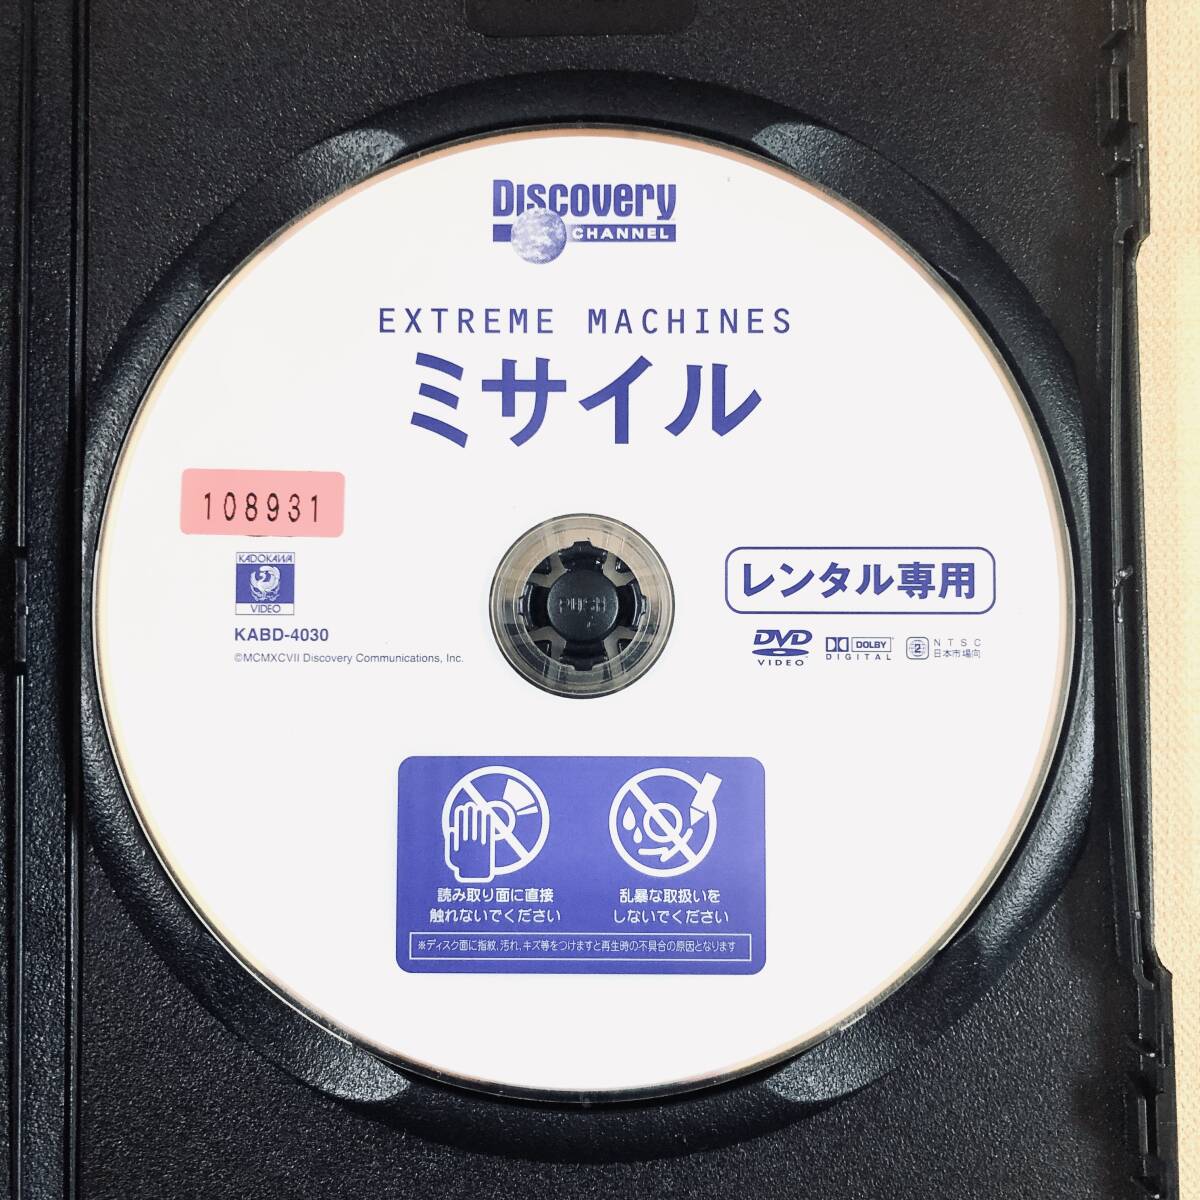 Discovery
CHANNEL
EXTREME MACHINES
ミサイル
108931
KADOKAWA
VIDEO
KABD-4030
©MCMXCVII Discovery Communications, Inc.
PUSH
レンタル専用
DVD
VIDEO
DOLBY
DIGITAL
2
NTSC
日本市場向
読み取り面に直接
触れないでください
乱暴な取扱いを
しないでください
※ディスク面に指紋,汚れ,キズ等をつけますと再生時の不具合の原因となります